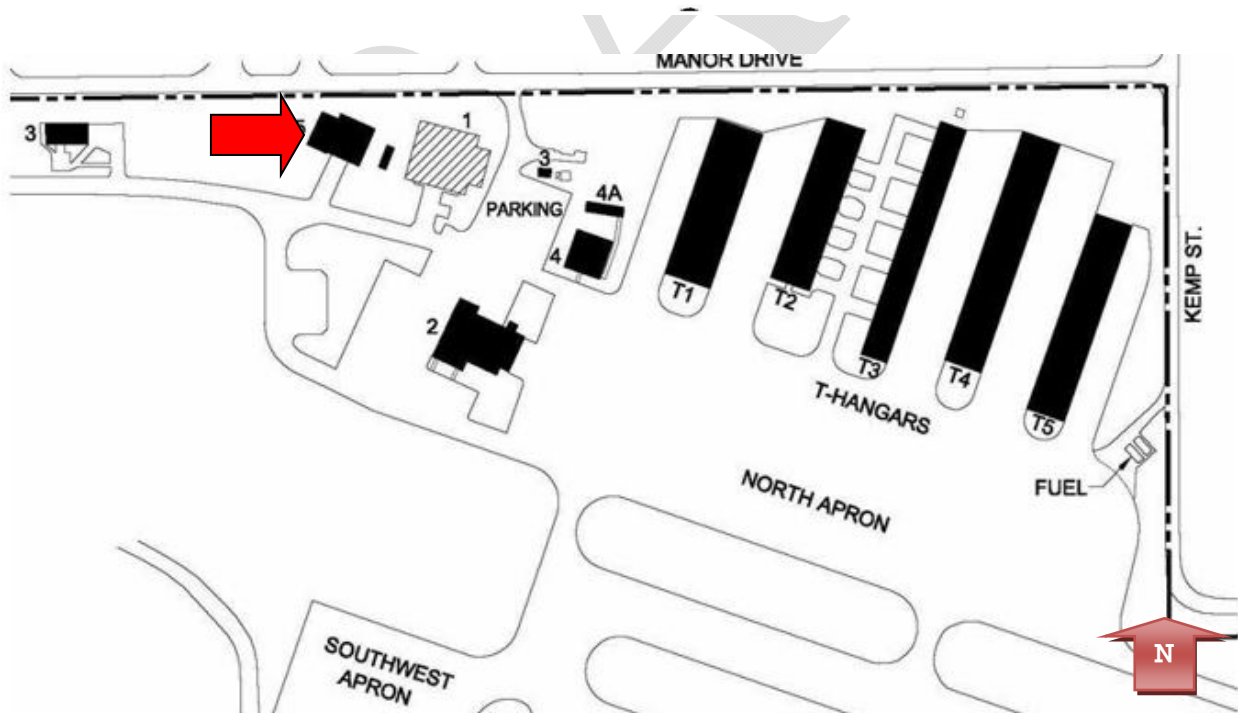 MANOR DRIVE
3
5
1
3
4A
PARKING
4
2
T1
T2
T3
T4
T5
T-HANGARS
KEMP ST.
FUEL
NORTH APRON
SOUTHWEST
APRON
N